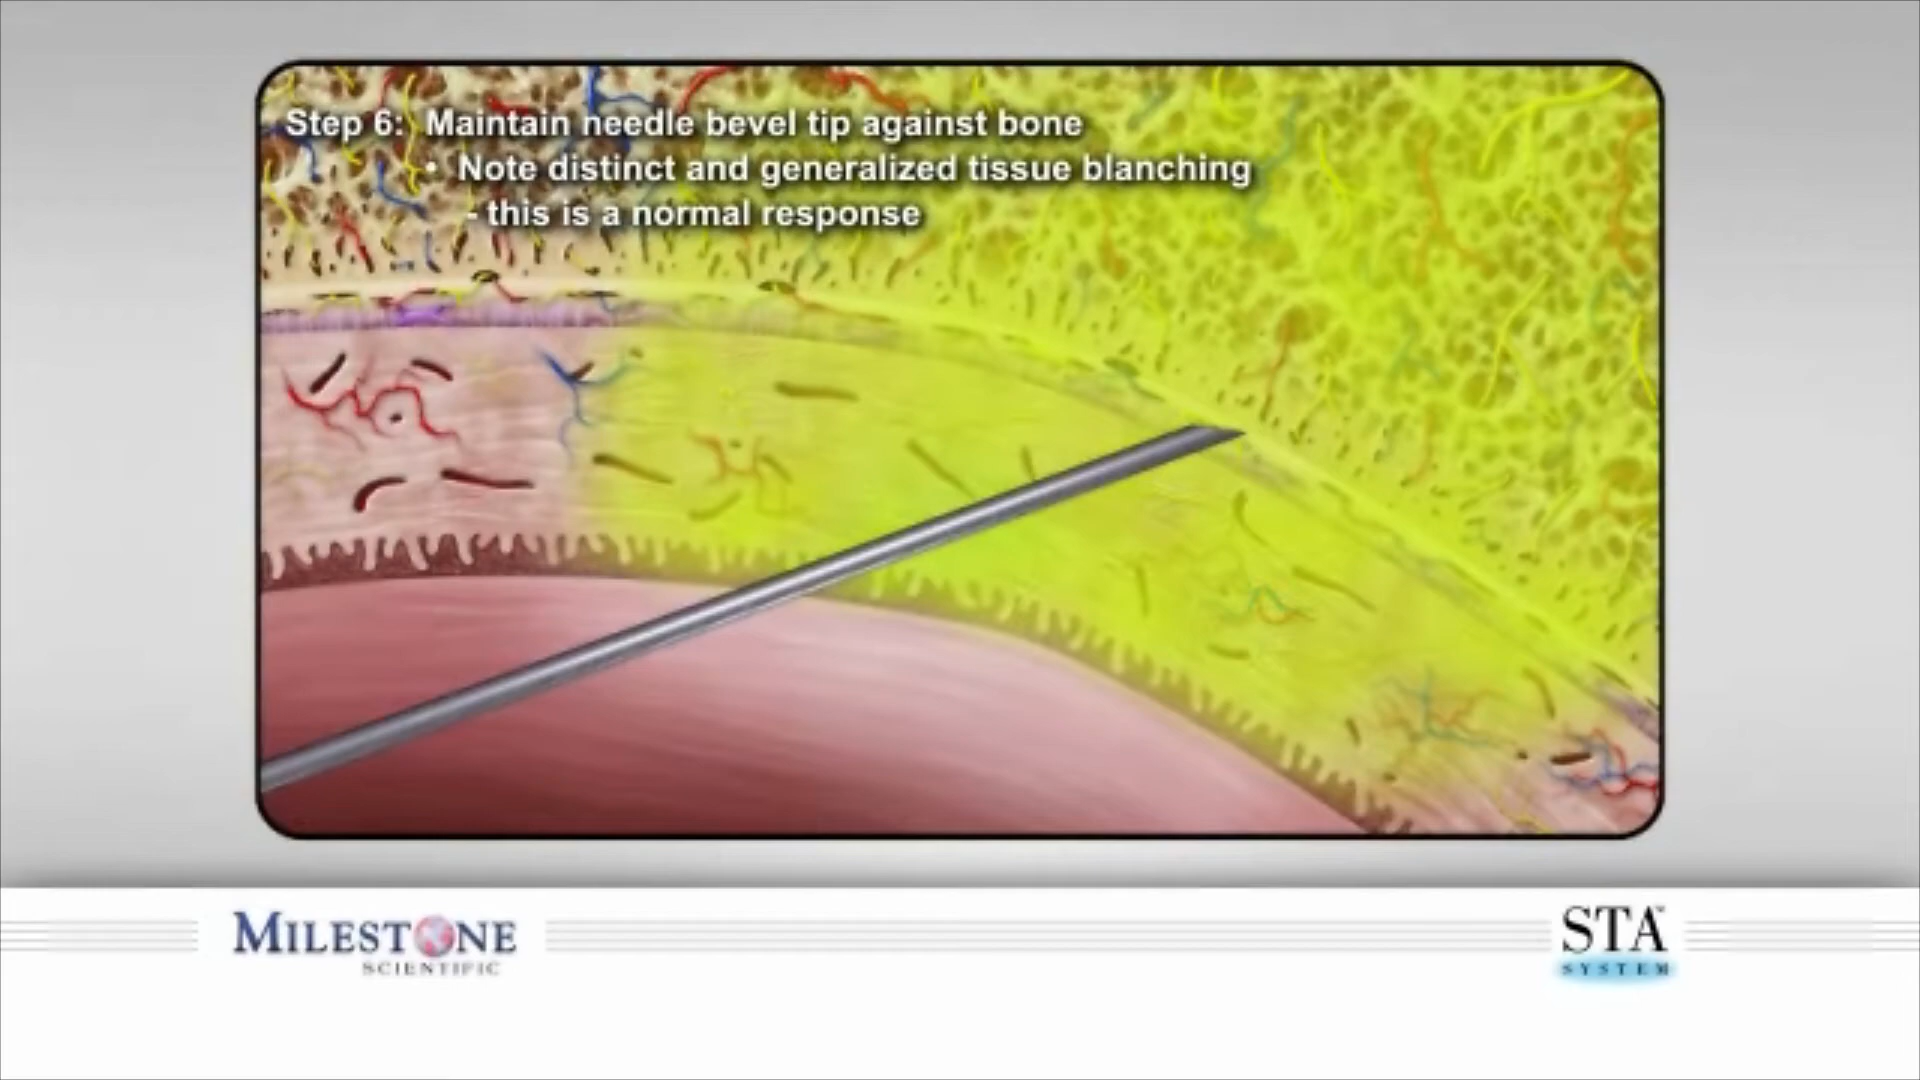 Step 6: Maintain needle bevel tip against bone
• Note distinct and generalized tissue blanching
- this is a normal response
MILESTONE
SCIENTIFIC
STA™
SYSTEM